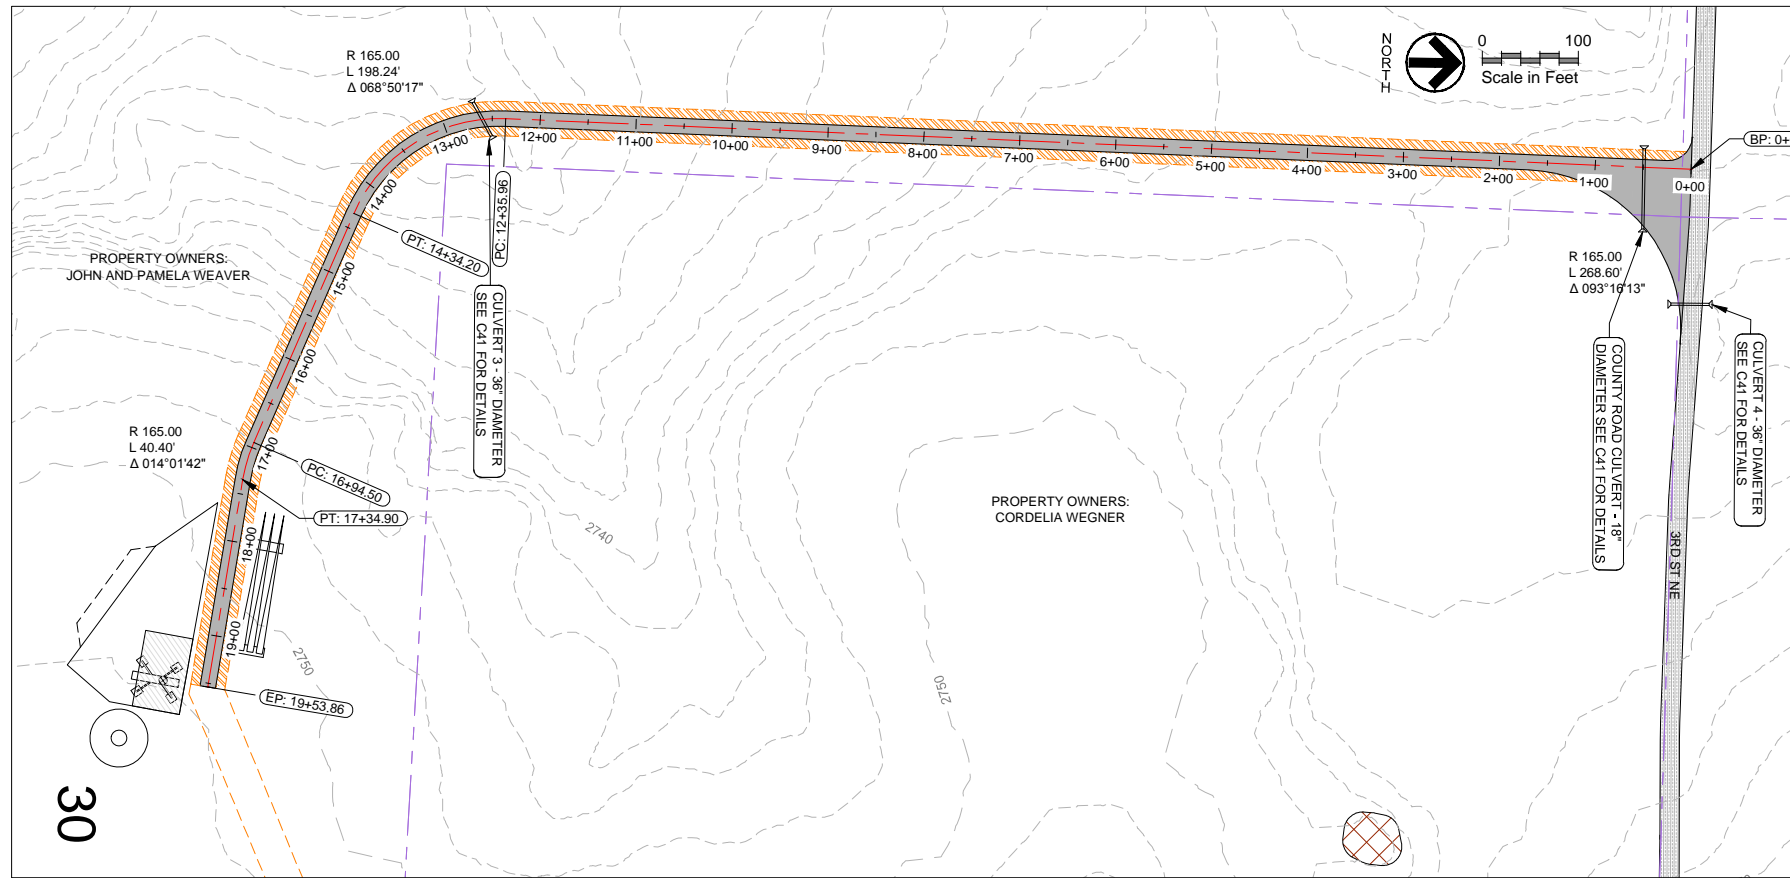 R 165.00
L 198.24'
Δ 068°50'17"
NORTH
0 100
Scale in Feet
BP: 0+
13+00
12+00
11+00
10+00
9+00
8+00
7+00
6+00
5+00
4+00
3+00
2+00
1+00
0+00
14+00
PC: 12+35.96
PT: 14+34.20
PROPERTY OWNERS:
JOHN AND PAMELA WEAVER
15+00
CULVERT 3 - 36" DIAMETER
SEE C41 FOR DETAILS
R 165.00
L 268.60'
Δ 093°16'13"
COUNTY ROAD CULVERT - 18"
DIAMETER SEE C41 FOR DETAILS
CULVERT 4 - 36" DIAMETER
SEE C41 FOR DETAILS
16+00
R 165.00
L 40.40'
Δ 014°01'42"
17+00
PC: 16+94.50
PT: 17+34.90
PROPERTY OWNERS:
CORDELIA WEGNER
2740
18+00
3RD ST NE
19+00
2750
2750
EP: 19+53.86
30